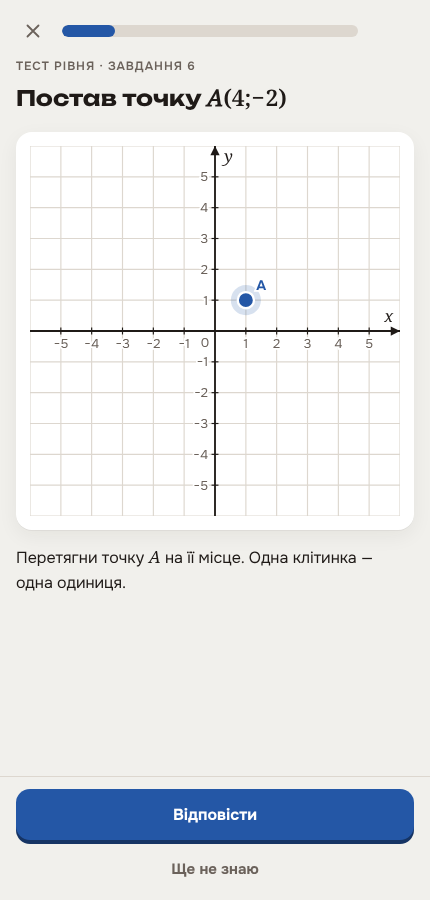 ТЕСТ РІВНЯ · ЗАВДАННЯ 6
Постав точку A(4;−2)
y
5
4
3
2
A
1
x
-5 -4 -3 -2 -1 0 1 2 3 4 5
-1
-2
-3
-4
-5
Перетягни точку A на її місце. Одна клітинка —
одна одиниця.
Відповісти
Ще не знаю